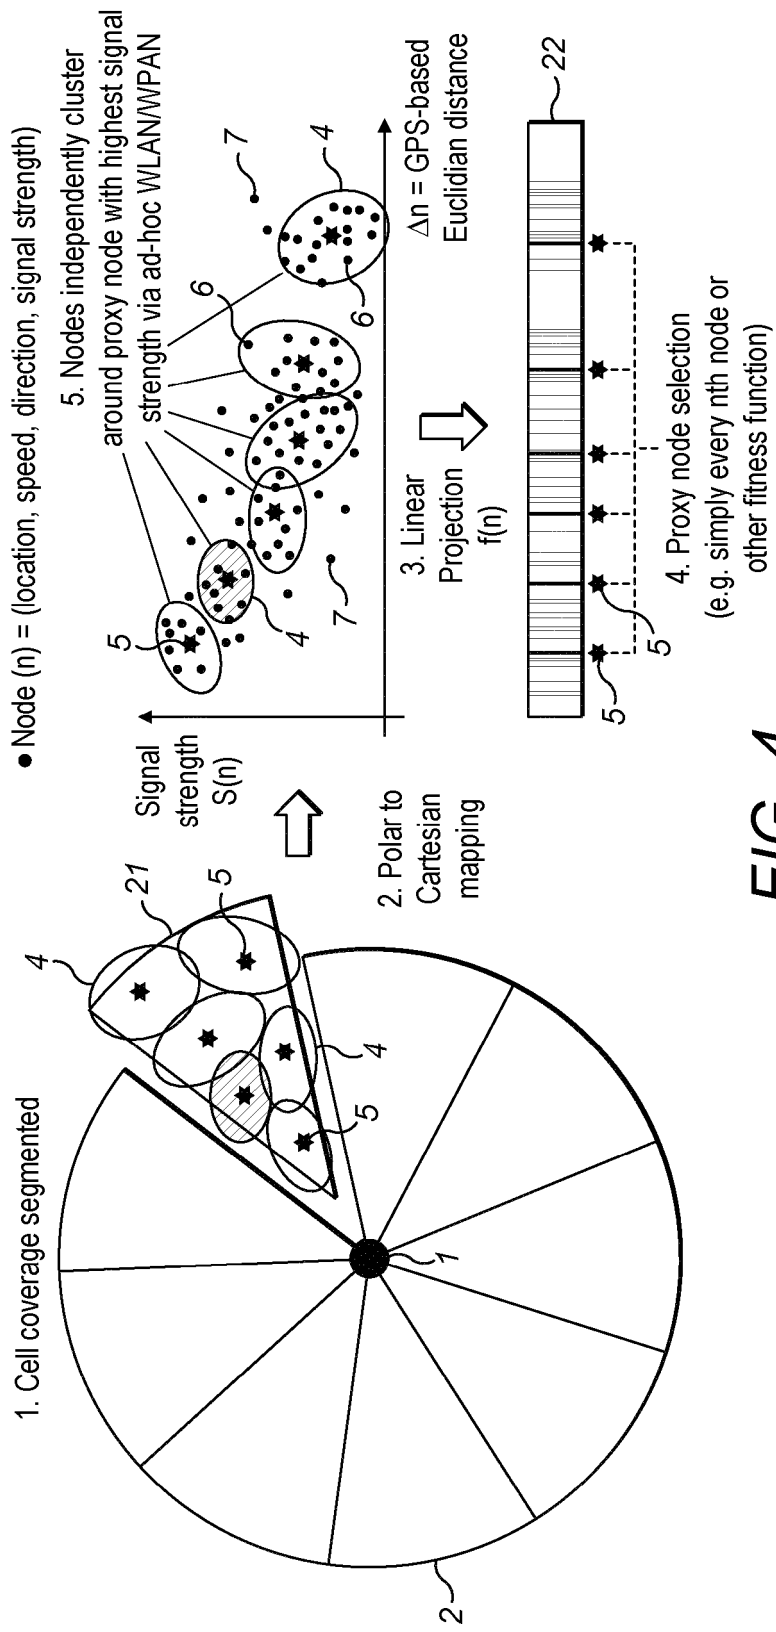 1. Cell coverage segmented
● Node (n) = (location, speed, direction, signal strength)
5. Nodes independently cluster
around proxy node with highest signal
strength via ad-hoc WLAN/WPAN
4
21
5
4
5
1
2
Signal
strength
S(n)
2. Polar to
Cartesian
mapping
5
4
7
6
6
7
4
Δn = GPS-based
Euclidian distance
3. Linear
Projection
f(n)
22
5
5
4. Proxy node selection
(e.g. simply every nth node or
other fitness function)
FIG. 4